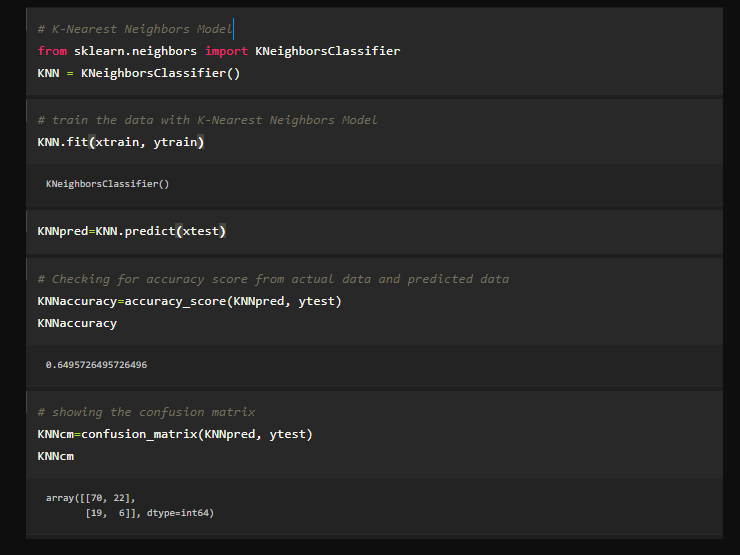 # K-Nearest Neighbors Model
from sklearn.neighbors import KNeighborsClassifier
KNN = KNeighborsClassifier()
# train the data with K-Nearest Neighbors Model
KNN.fit(xtrain, ytrain)
KNeighborsClassifier()
KNNpred=KNN.predict(xtest)
# Checking for accuracy score from actual data and predicted data
KNNaccuracy=accuracy_score(KNNpred, ytest)
KNNaccuracy
0.6495726495726496
# showing the confusion matrix
KNNcm=confusion_matrix(KNNpred, ytest)
KNNcm
array([[70, 22],
       [19,  6]], dtype=int64)